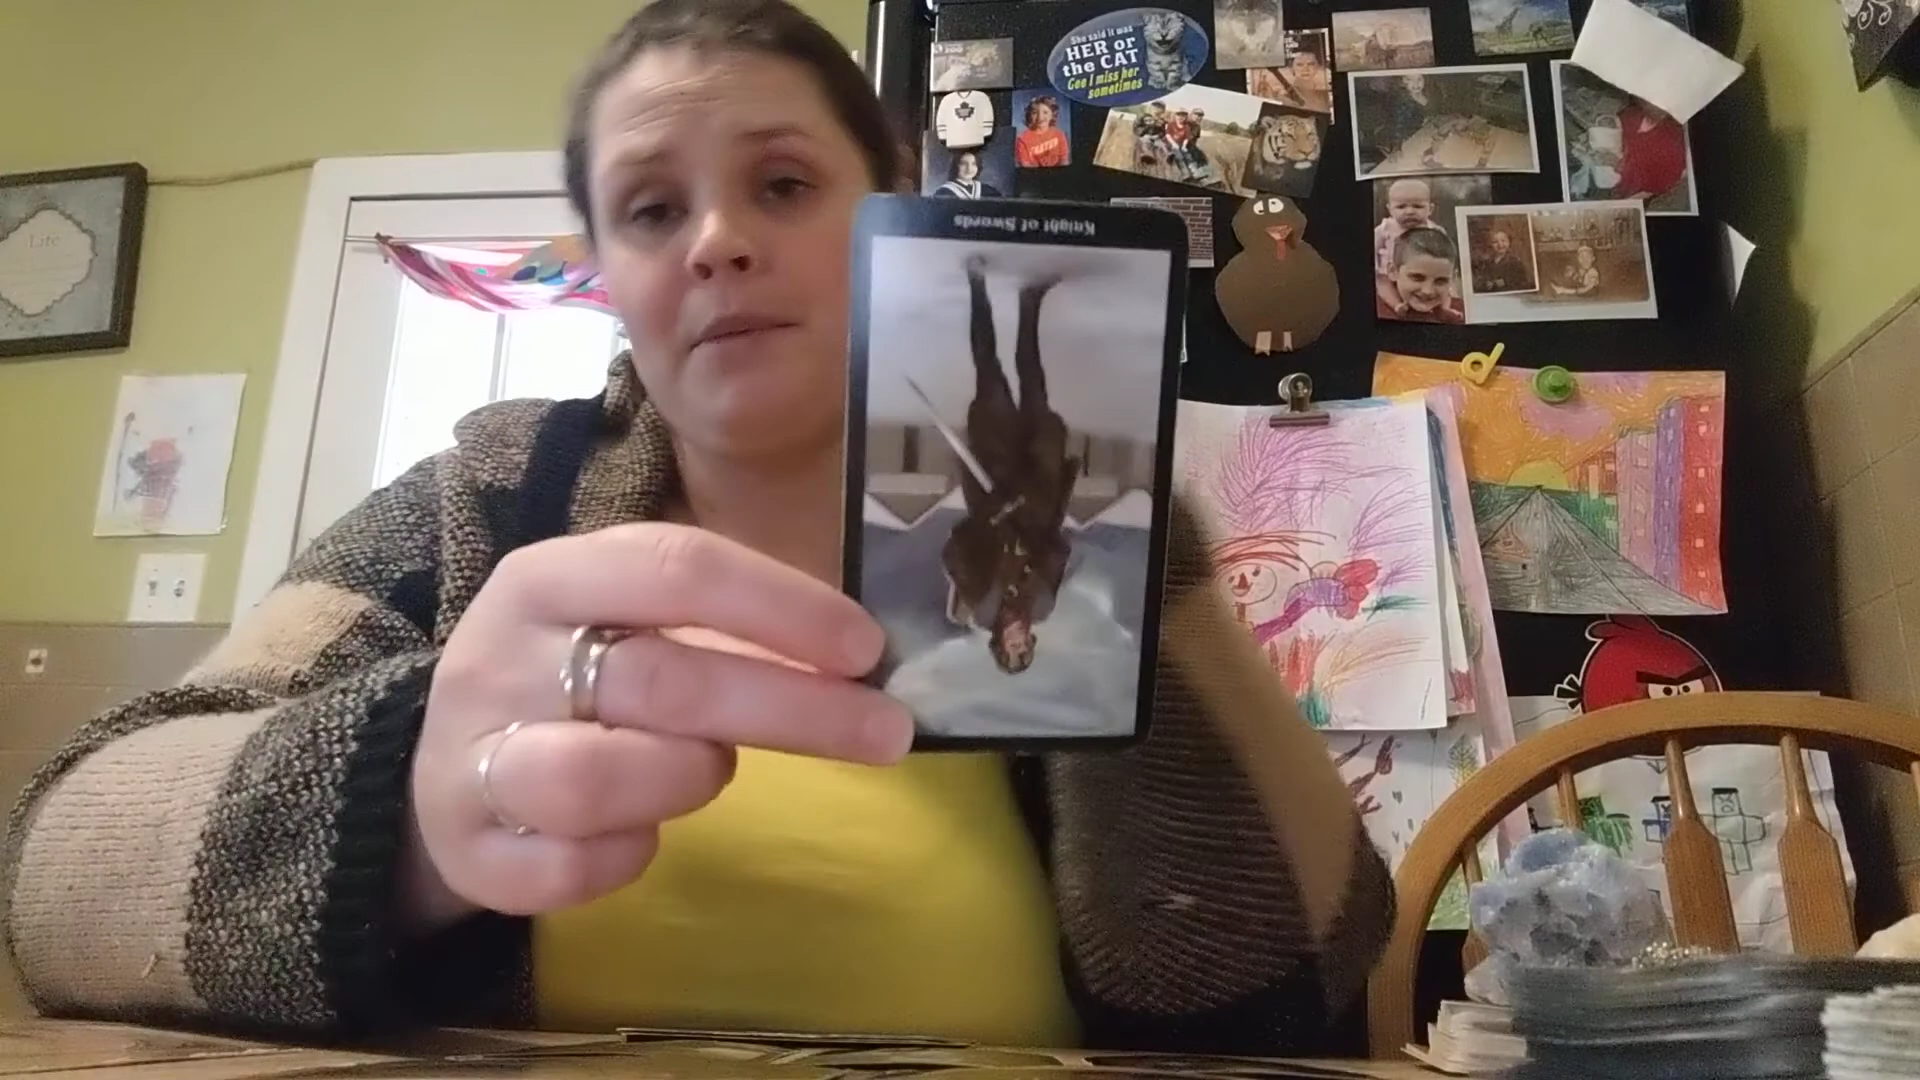 Life
She said it was
HER or
the CAT
Gee I miss her
sometimes
Knight of Swords